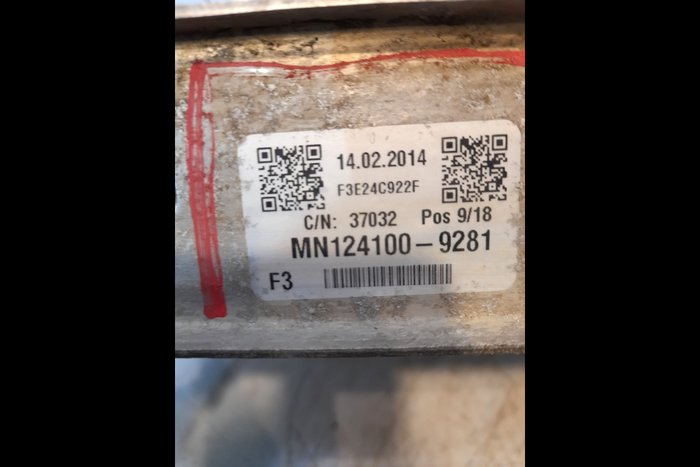 14.02.2014
F3E24C922F
C/N: 37032 Pos 9/18
MN124100-9281
F3